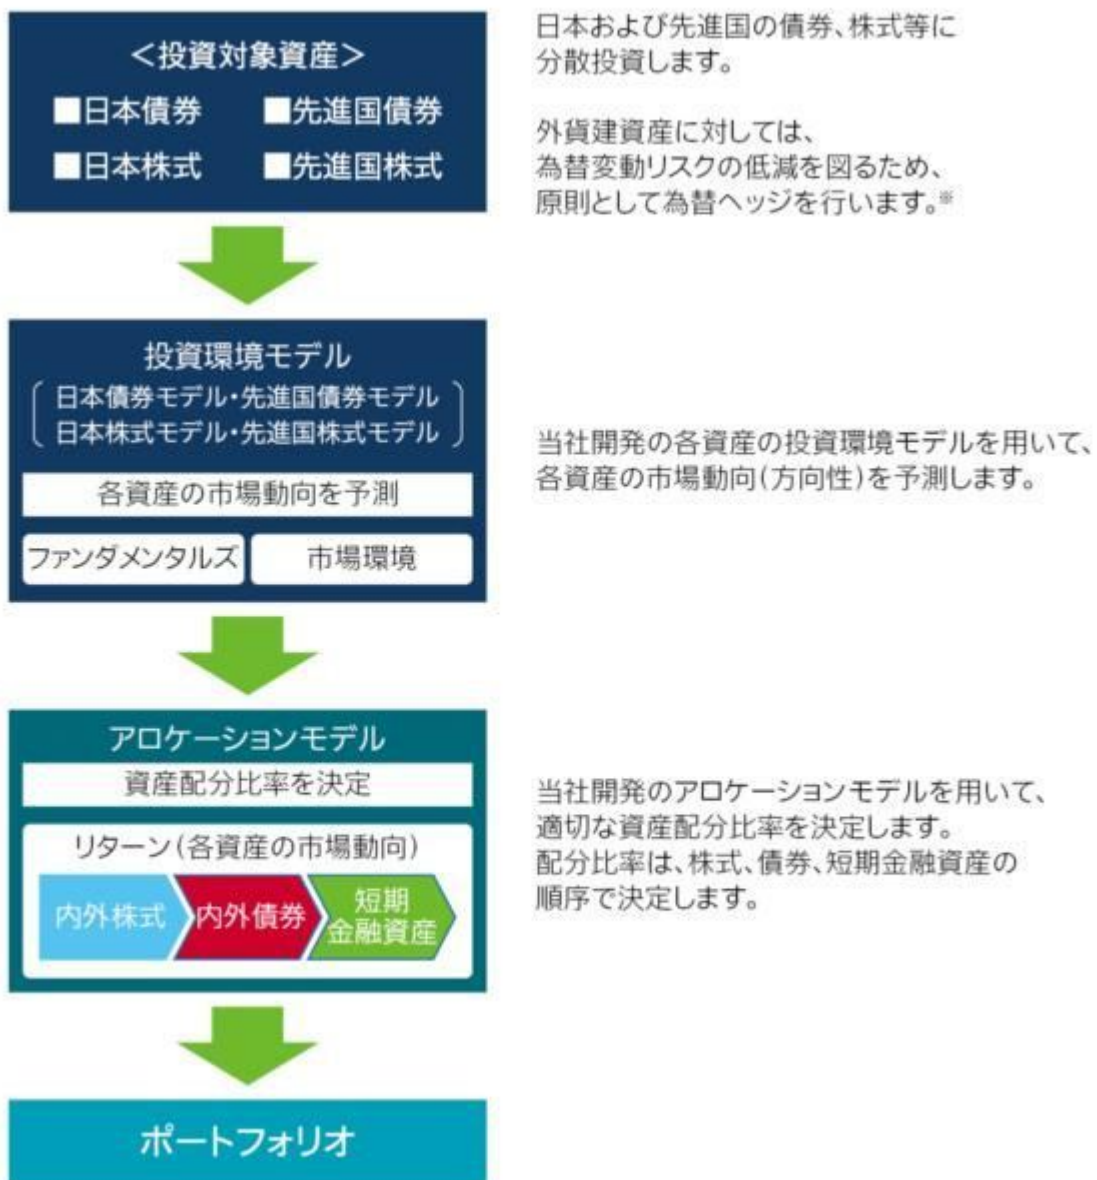 <投資対象資産>
■日本債券 ■先進国債券
■日本株式 ■先進国株式
日本および先進国の債券、株式等に
分散投資します。
外貨建資産に対しては、
為替変動リスクの低減を図るため、
原則として為替ヘッジを行います。※
投資環境モデル
日本債券モデル・先進国債券モデル
日本株式モデル・先進国株式モデル
各資産の市場動向を予測
ファンダメンタルズ 市場環境
当社開発の各資産の投資環境モデルを用いて、
各資産の市場動向(方向性)を予測します。
アロケーションモデル
資産配分比率を決定
リターン(各資産の市場動向)
内外株式 内外債券 短期
金融資産
当社開発のアロケーションモデルを用いて、
適切な資産配分比率を決定します。
配分比率は、株式、債券、短期金融資産の
順序で決定します。
ポートフォリオ